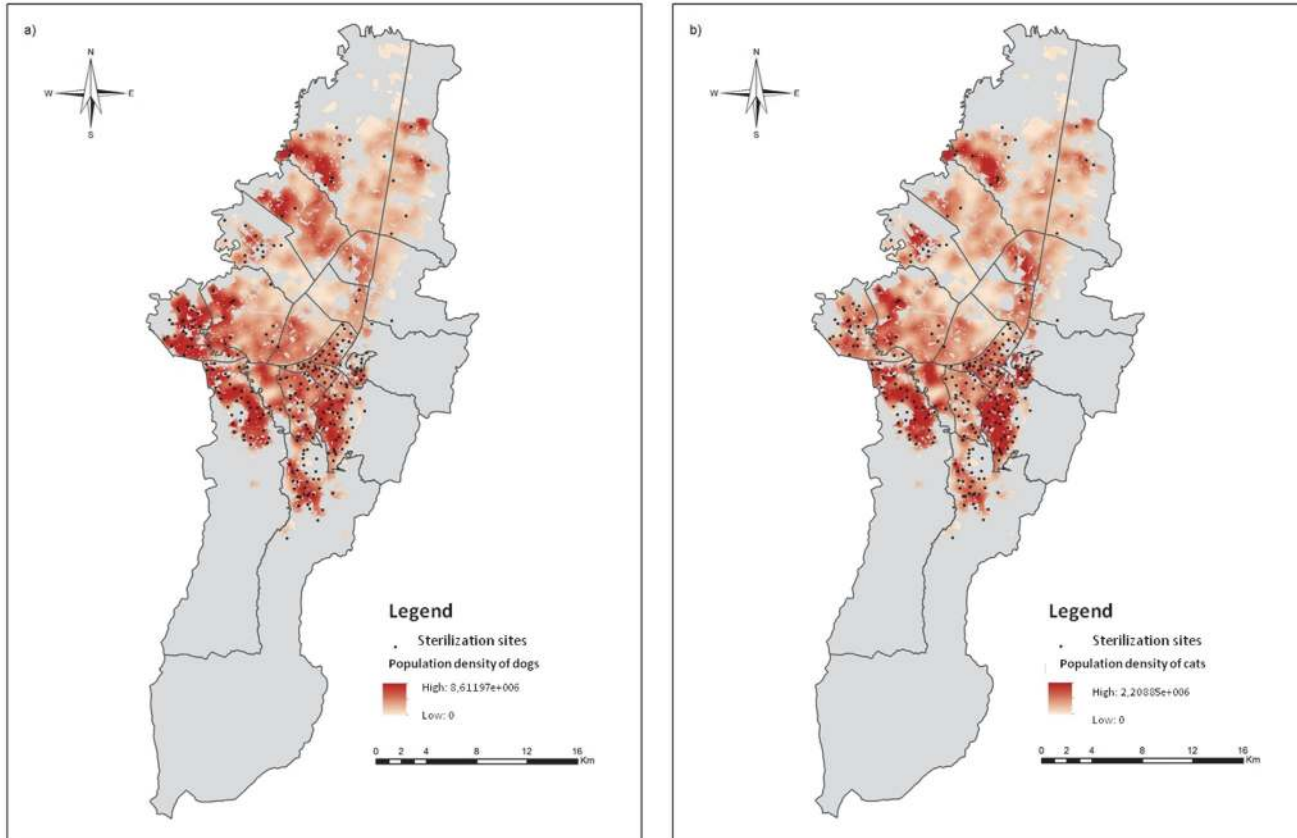 a)
N
W
E
S
Legend
Sterilization sites
Population density of dogs
High: 8,61197e+006
Low: 0
0 2 4 8 12 16
Km
b)
N
W
E
S
Legend
Sterilization sites
Population density of cats
High: 2,20885e+006
Low: 0
0 2 4 8 12 16
Km